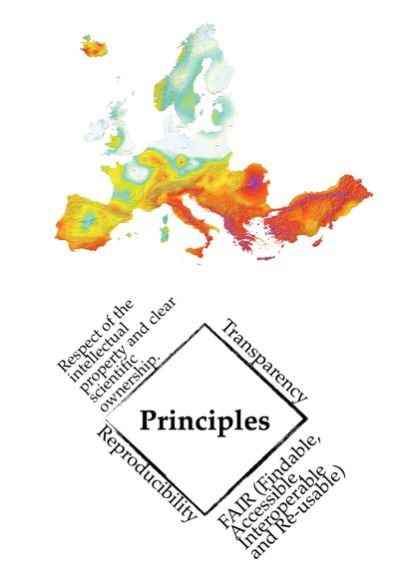 Respect of the
intellectual
property and clear
scientific
ownership.
Transparency
Principles
Reproducibility
FAIR (Findable,
Accessible,
Interoperable
and Re-usable)